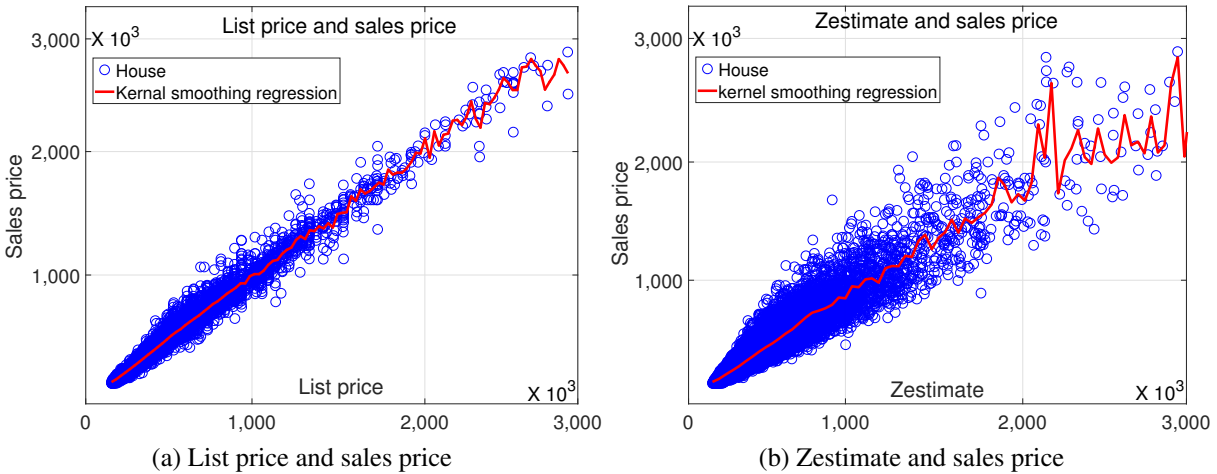 List price and sales price
X 10³
3,000
House
Kernal smoothing regression
2,000
Sales price
1,000
List price
X 10³
0 1,000 2,000 3,000
(a) List price and sales price
Zestimate and sales price
X 10³
3,000
House
kernel smoothing regression
2,000
Sales price
1,000
Zestimate
X 10³
0 1,000 2,000 3,000
(b) Zestimate and sales price